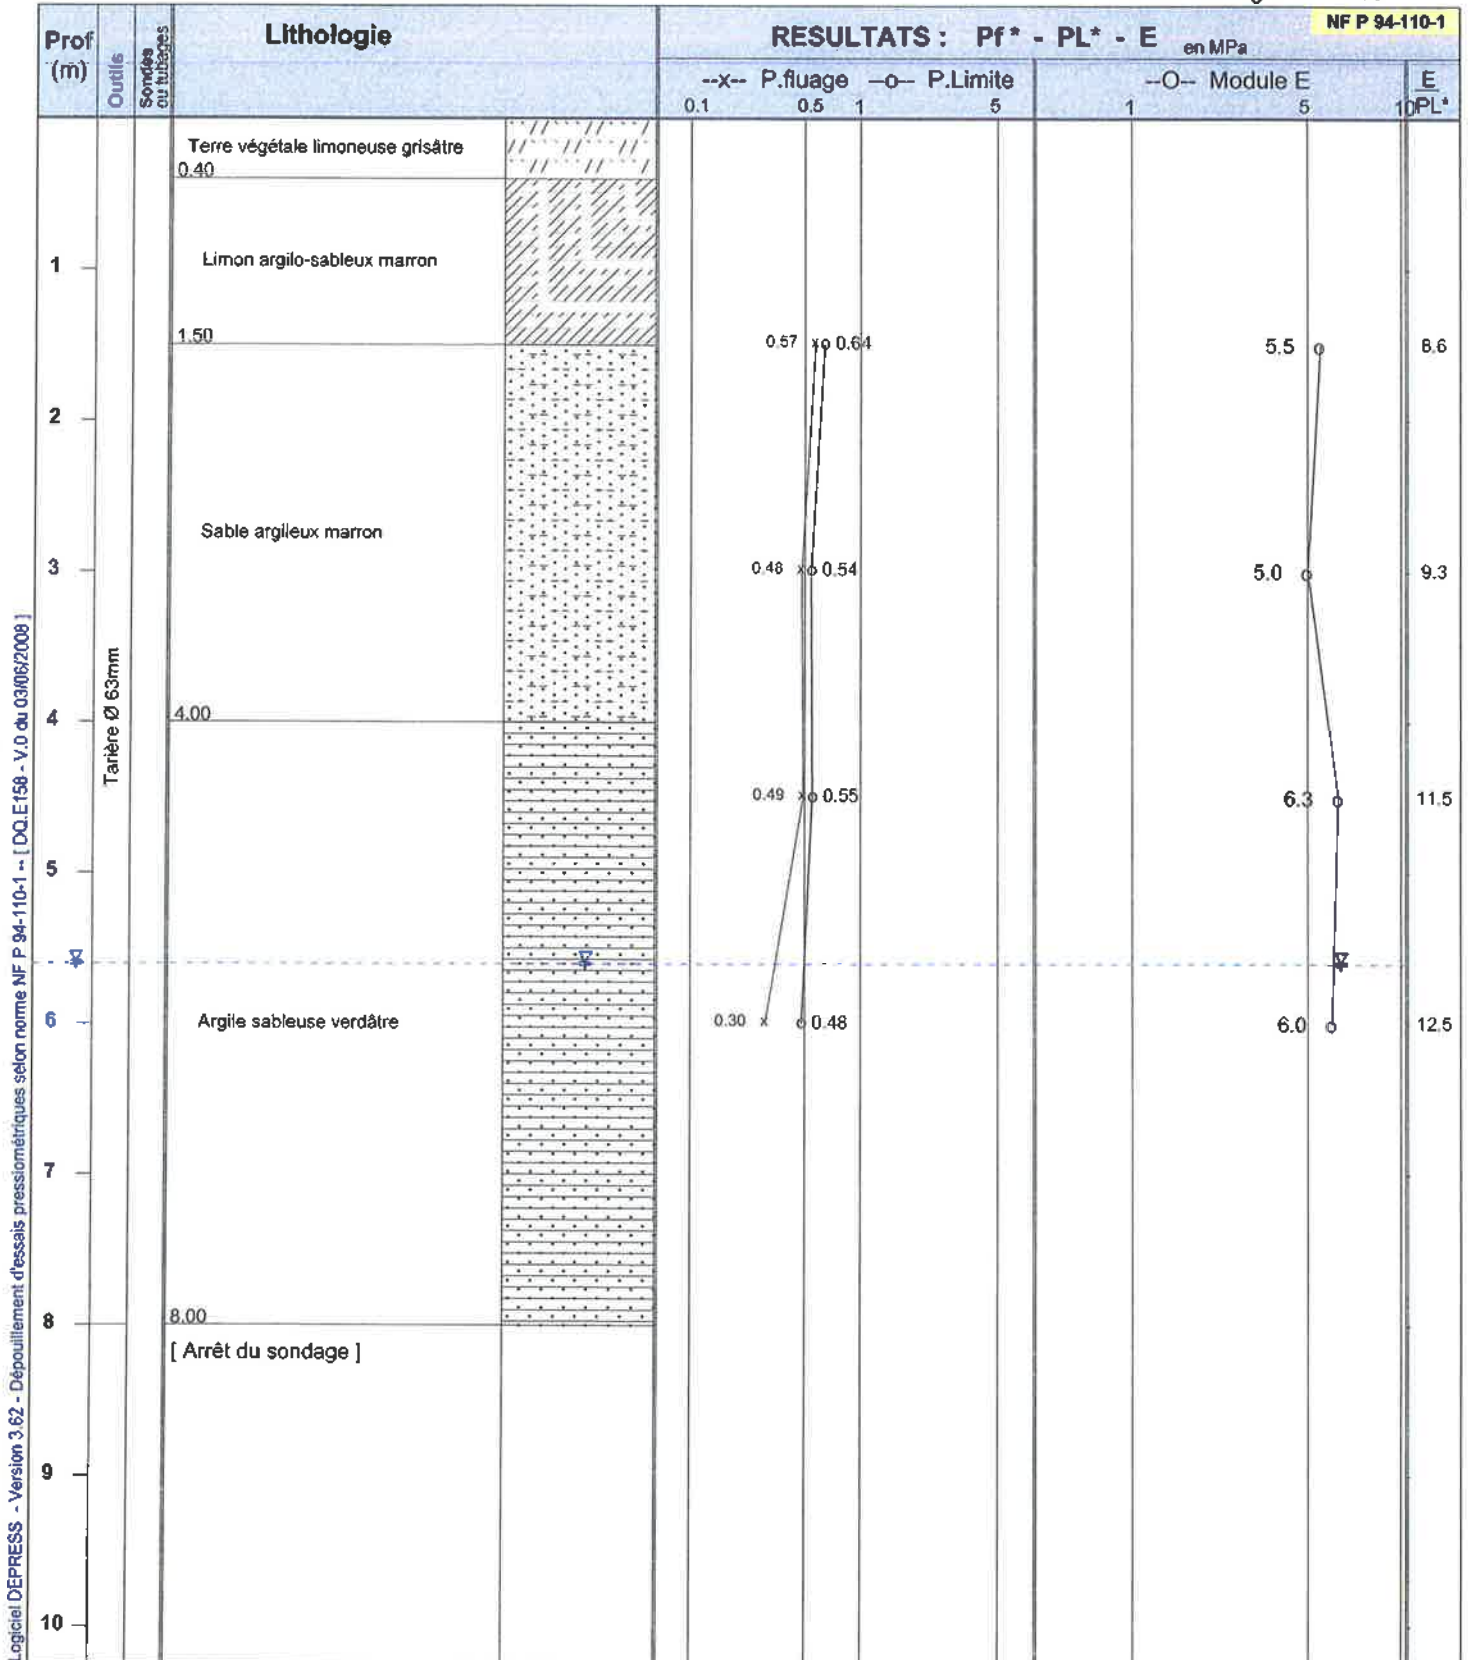 NF P 94-110-1
Prof
(m)
Outils
Sondes
ou tubages
Lithologie
RESULTATS : Pf* - PL* - E en MPa
--x-- P.fluage --o-- P.Limite
--O-- Module E
E
PL*
0.1 0.5 1 5 1 5 10
Terre végétale limoneuse grisâtre
0.40
1
Limon argilo-sableux marron
1.50
0.57 x o 0.64
5.5 o
8.6
2
Sable argileux marron
3
0.48 x o 0.54
5.0 o
9.3
Tarière Ø 63mm
4
4.00
0.49 x o 0.55
6.3 o
11.5
5
6
Argile sableuse verdâtre
0.30 x o 0.48
6.0 o
12.5
7
8
8.00
[ Arrêt du sondage ]
9
10
Logiciel DEPRESS - Version 3.62 - Dépouillement d'essais pressiométriques selon norme NF P 94-110-1 -- [ DQ.E158 - V.0 du 03/06/2008 ]